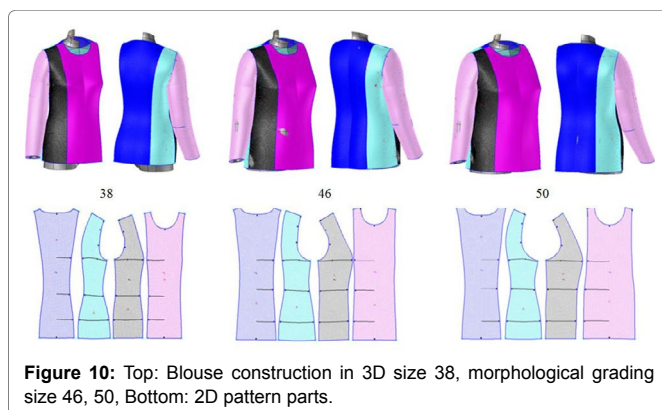 38 46 50
Figure 10: Top: Blouse construction in 3D size 38, morphological grading
size 46, 50, Bottom: 2D pattern parts.